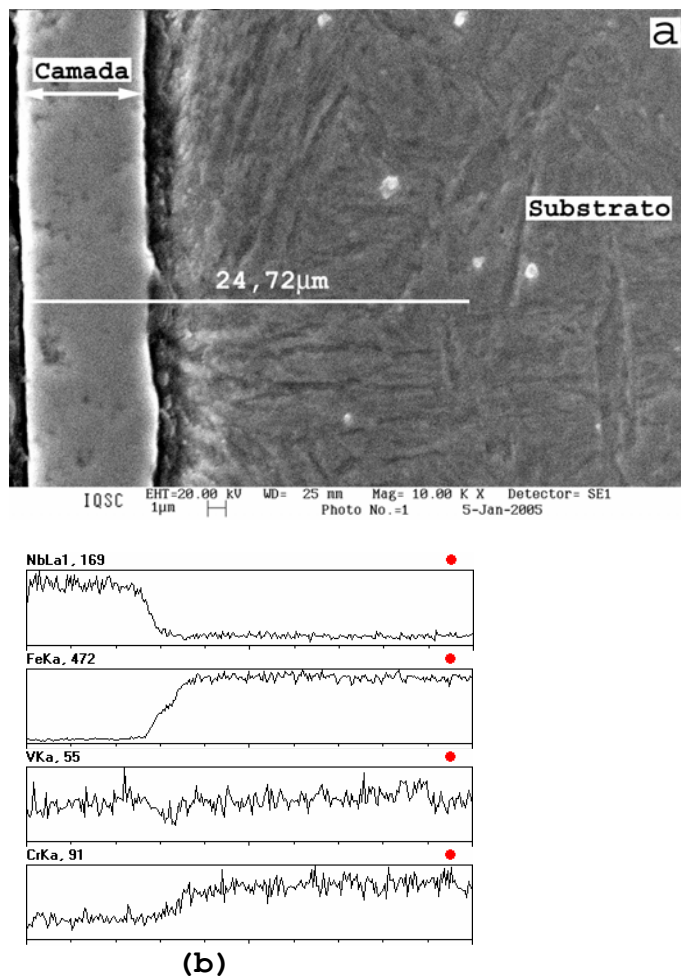 a
Camada
Substrato
24,72µm
IQSC EHT=20.00 kV WD= 25 mm Mag= 10.00 K X Detector= SE1
1µm Photo No.=1 5-Jan-2005
NbLa1, 169
FeKa, 472
VKa, 55
CrKa, 91
(b)